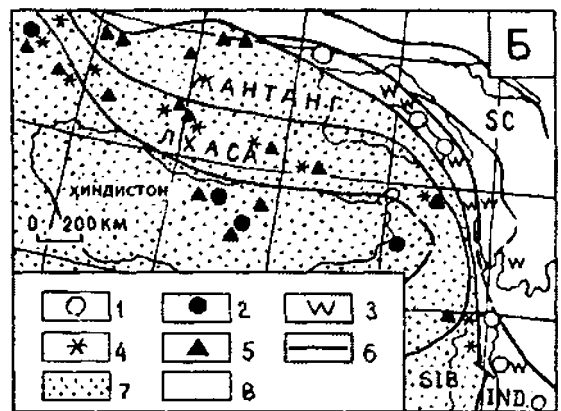 Б
ЖАНТАНГ
SC
ЛХАСА
ХИНДИСТОН
0 200 КМ
1 2 3
4 5 6
7 8
SIB
IND.